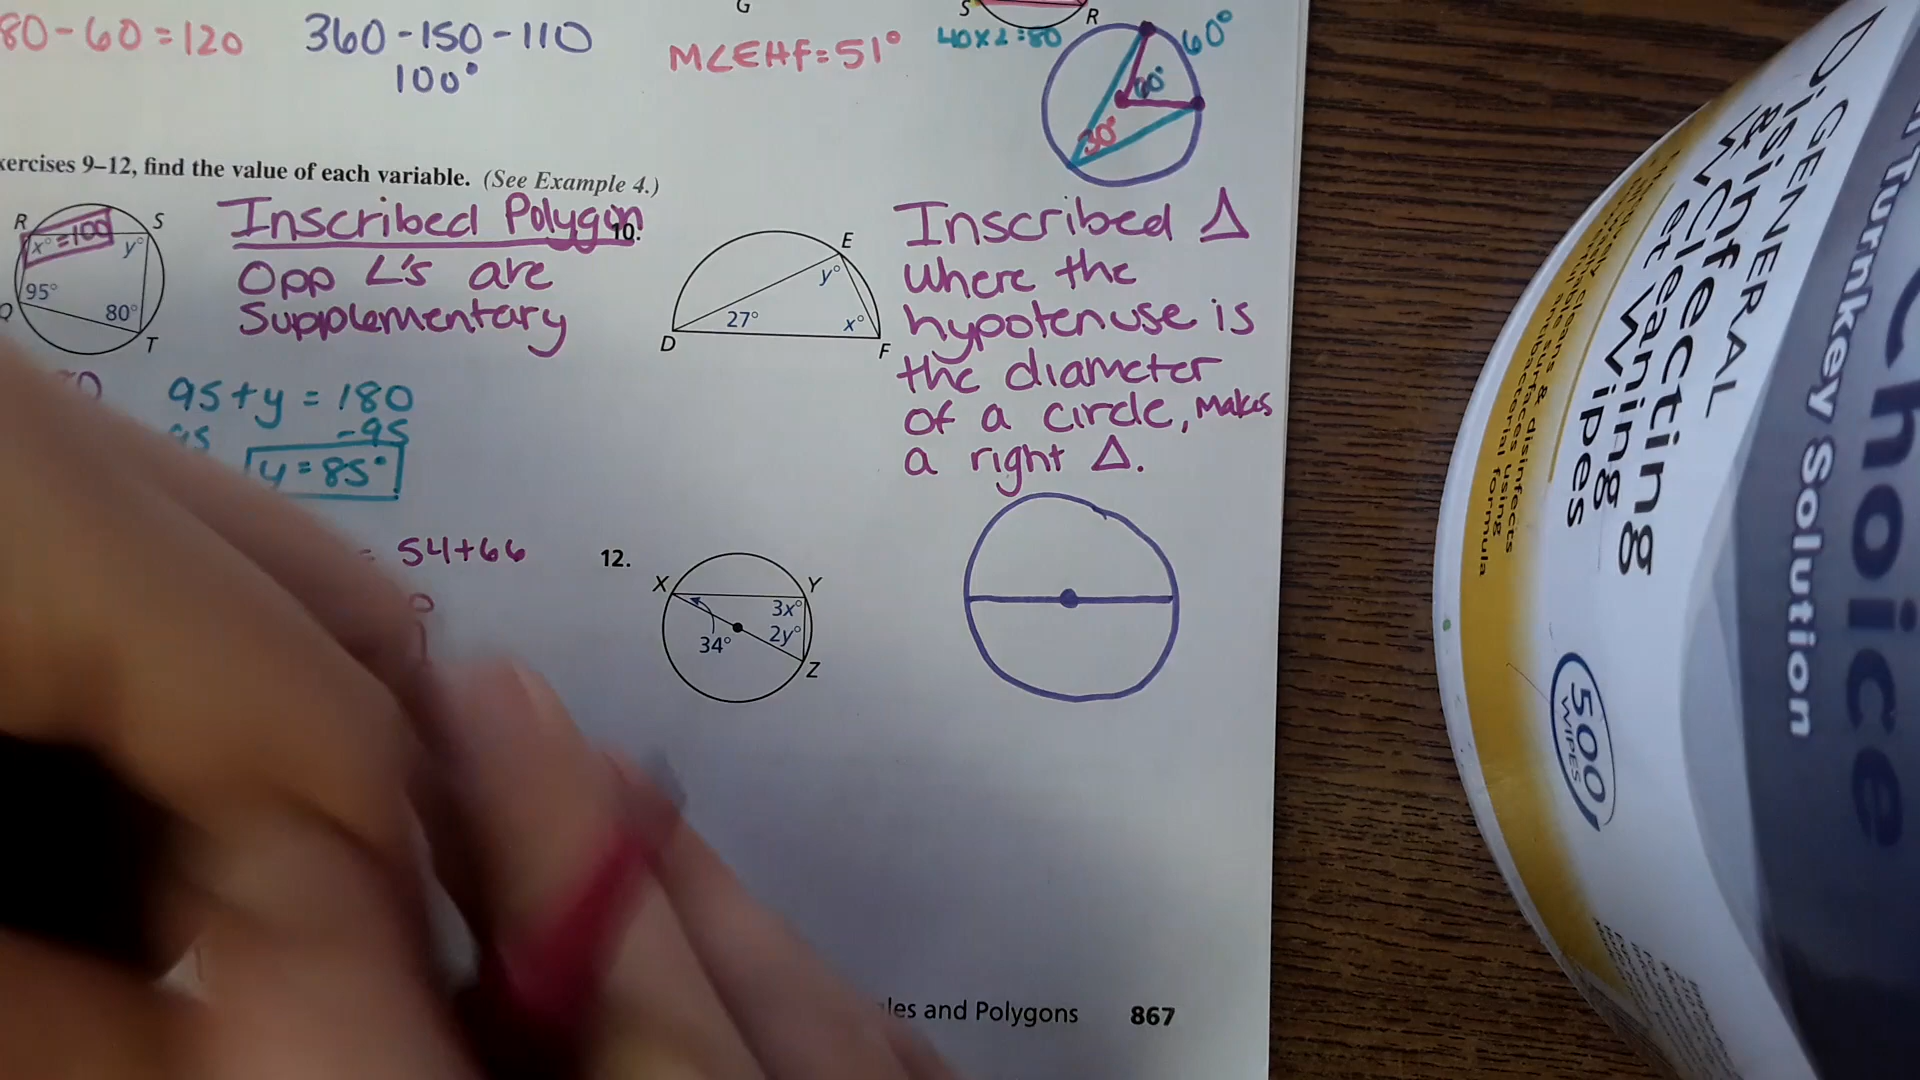 G
S
R
80-60=120
360-150-110
100°
M∠EHF=51°
40x2=80
60°
60°
30°
xercises 9–12, find the value of each variable. (See Example 4.)
R
S
x°=100
y°
95°
80°
Q
T
Inscribed Polygon
Opp ∠'s are
Supplementary
95+y=180
-95
y=85°
10.
E
y°
27°
x°
D
F
Inscribed Δ
where the
hypotenuse is
the diameter
of a circle, makes
a right Δ.
= 54+66
12.
X
Y
3x°
2y°
34°
Z
les and Polygons 867
GENERAL
Disinfecting
& Cleaning
Wet Wipes
500
WIPES
Choice
Turnkey Solution